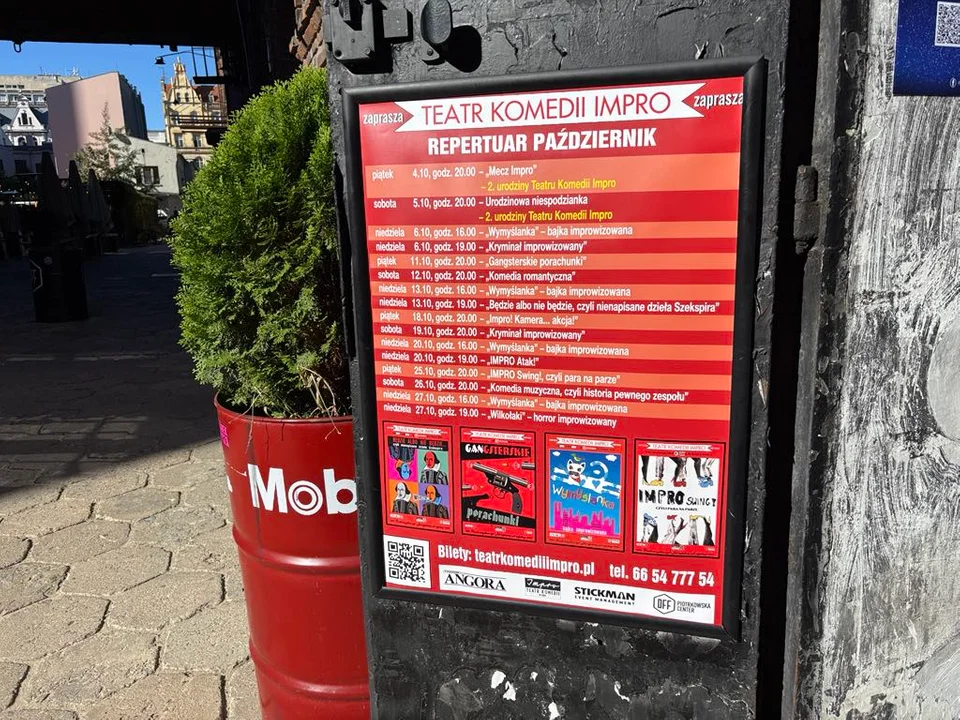 zaprasza TEATR KOMEDII IMPRO zaprasza
REPERTUAR PAŹDZIERNIK
piątek 4.10, godz. 20.00 – „Mecz Impro”
– 2. urodziny Teatru Komedii Impro
sobota 5.10, godz. 20.00 – Urodzinowa niespodzianka
– 2. urodziny Teatru Komedii Impro
niedziela 6.10, godz. 16.00 – „Wymyślanka” – bajka improwizowana
niedziela 6.10, godz. 19.00 – „Kryminał improwizowany”
piątek 11.10, godz. 20.00 – „Gangsterskie porachunki”
sobota 12.10, godz. 20.00 – „Komedia romantyczna”
niedziela 13.10, godz. 16.00 – „Wymyślanka” – bajka improwizowana
niedziela 13.10, godz. 19.00 – „Będzie albo nie będzie, czyli nienapisane dzieła Szekspira”
piątek 18.10, godz. 20.00 – „Impro! Kamera... akcja!”
sobota 19.10, godz. 20.00 – „Kryminał improwizowany”
niedziela 20.10, godz. 16.00 – „Wymyślanka” – bajka improwizowana
niedziela 20.10, godz. 19.00 – „IMPRO Atak!”
piątek 25.10, godz. 20.00 – „IMPRO Swing!, czyli para na parze”
sobota 26.10, godz. 20.00 – „Komedia muzyczna, czyli historia pewnego zespołu”
niedziela 27.10, godz. 16.00 – „Wymyślanka” – bajka improwizowana
niedziela 27.10, godz. 19.00 – „Wilkołaki” – horror improwizowany
GANGSTERSKIE
porachunki
Wymyślanka
bajka improwizowana
IMPRO SWING!
CZYLI PARA NA PARZE
Bilety: teatrkomediiimpro.pl tel. 66 54 777 54
ANGORA
Impro
TEATR KOMEDII
STICKMAN
EVENT MANAGEMENT
OFF PIOTRKOWSKA
CENTER
Mob